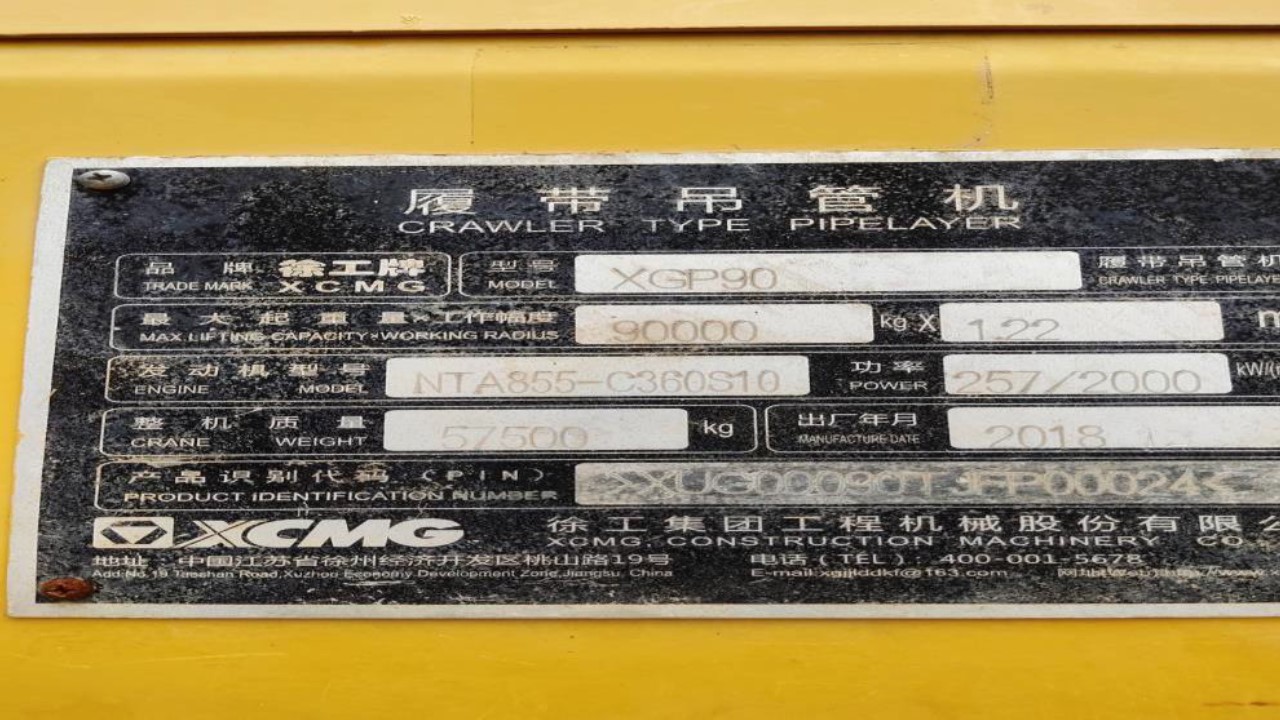 履带吊管机
CRAWLER TYPE PIPELAYER
品牌 徐工牌 型号 XGP90 履带吊管机
TRADE MARK XCMG MODEL CRAWLER TYPE
最大起重量×工作幅度 90000 kg X 1.22
MAX.LIFTING CAPACITY×WORKING RADIUS
发动机型号 NTA855-C360S10 功率 257/2000
ENGINE MODEL POWER
整机质量 57500 kg 出厂年月 2018
CRANE WEIGHT MANUFACTURE DATE
产品识别代码(PIN)
PRODUCT IDENTIFICATION NUMBER
XCMG 徐工集团工程机械股份有限
XCMG CONSTRUCTION MACHINERY CO
地址 中国江苏省徐州经济开发区桃山路19号 电话(TEL). 400-001-5678
Add:No.19 Taoshan Road,Xuzhou Economy Development Zone,Jiangsu, China E-mail: